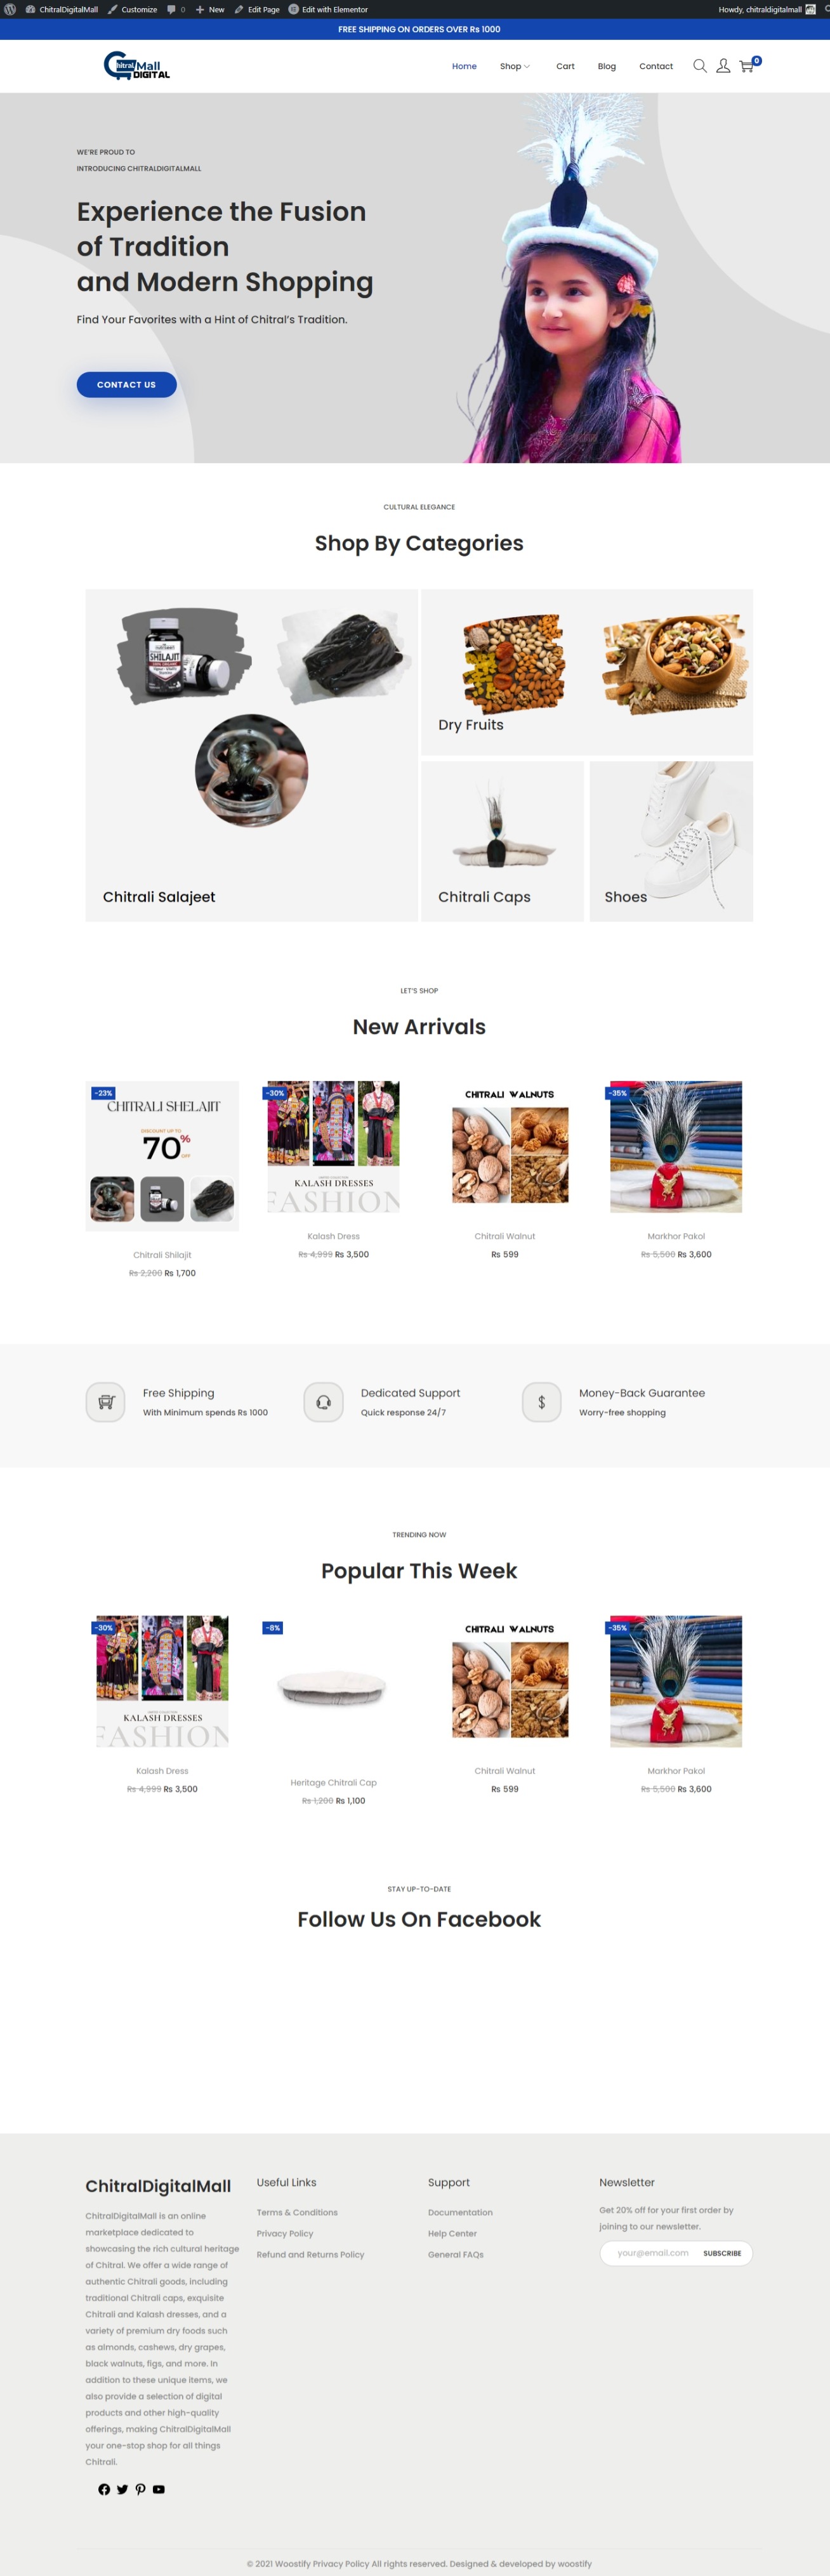 ChitralDigitalMall Customize 0 New Edit Page Edit with Elementor Howdy, chitraldigitalmall
FREE SHIPPING ON ORDERS OVER Rs 1000
Chitral Mall
DIGITAL
Home Shop Cart Blog Contact 0
WE'RE PROUD TO
INTRODUCING CHITRALDIGITALMALL
Experience the Fusion
of Tradition
and Modern Shopping
Find Your Favorites with a Hint of Chitral's Tradition.
CONTACT US
CULTURAL ELEGANCE
Shop By Categories
SHILAJIT
Dry Fruits
Chitrali Salajeet
Chitrali Caps
Shoes
LET'S SHOP
New Arrivals
-23%
CHITRALI SHELAJIT
DISCOUNT UP TO
70%
OFF
Chitrali Shilajit
Rs 2,200 Rs 1,700
-30%
KALASH DRESSES
FASHION
Kalash Dress
Rs 4,999 Rs 3,500
CHITRALI WALNUTS
Chitrali Walnut
Rs 599
-35%
Markhor Pakol
Rs 5,500 Rs 3,600
Free Shipping
With Minimum spends Rs 1000
Dedicated Support
Quick response 24/7
Money-Back Guarantee
Worry-free shopping
TRENDING NOW
Popular This Week
-30%
KALASH DRESSES
FASHION
Kalash Dress
Rs 4,999 Rs 3,500
-8%
Heritage Chitrali Cap
Rs 1,200 Rs 1,100
CHITRALI WALNUTS
Chitrali Walnut
Rs 599
-35%
Markhor Pakol
Rs 5,500 Rs 3,600
STAY UP-TO-DATE
Follow Us On Facebook
ChitralDigitalMall
ChitralDigitalMall is an online
marketplace dedicated to
showcasing the rich cultural heritage
of Chitral. We offer a wide range of
authentic Chitrali goods, including
traditional Chitrali caps, exquisite
Chitrali and Kalash dresses, and a
variety of premium dry foods such
as almonds, cashews, dry grapes,
black walnuts, figs, and more. In
addition to these unique items, we
also provide a selection of digital
products and other high-quality
offerings, making ChitralDigitalMall
your one-stop shop for all things
Chitrali.
Useful Links
Terms & Conditions
Privacy Policy
Refund and Returns Policy
Support
Documentation
Help Center
General FAQs
Newsletter
Get 20% off for your first order by
joining to our newsletter.
your@email.com SUBSCRIBE
© 2021 Woostify Privacy Policy All rights reserved. Designed & developed by woostify